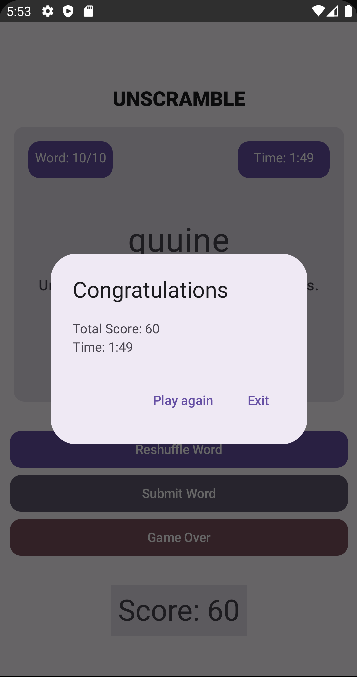 5:53
UNSCRAMBLE
Word: 10/10
Time: 1:49
quuine
Un
s.
Congratulations
Total Score: 60
Time: 1:49
Play again
Exit
Reshuffle Word
Submit Word
Game Over
Score: 60